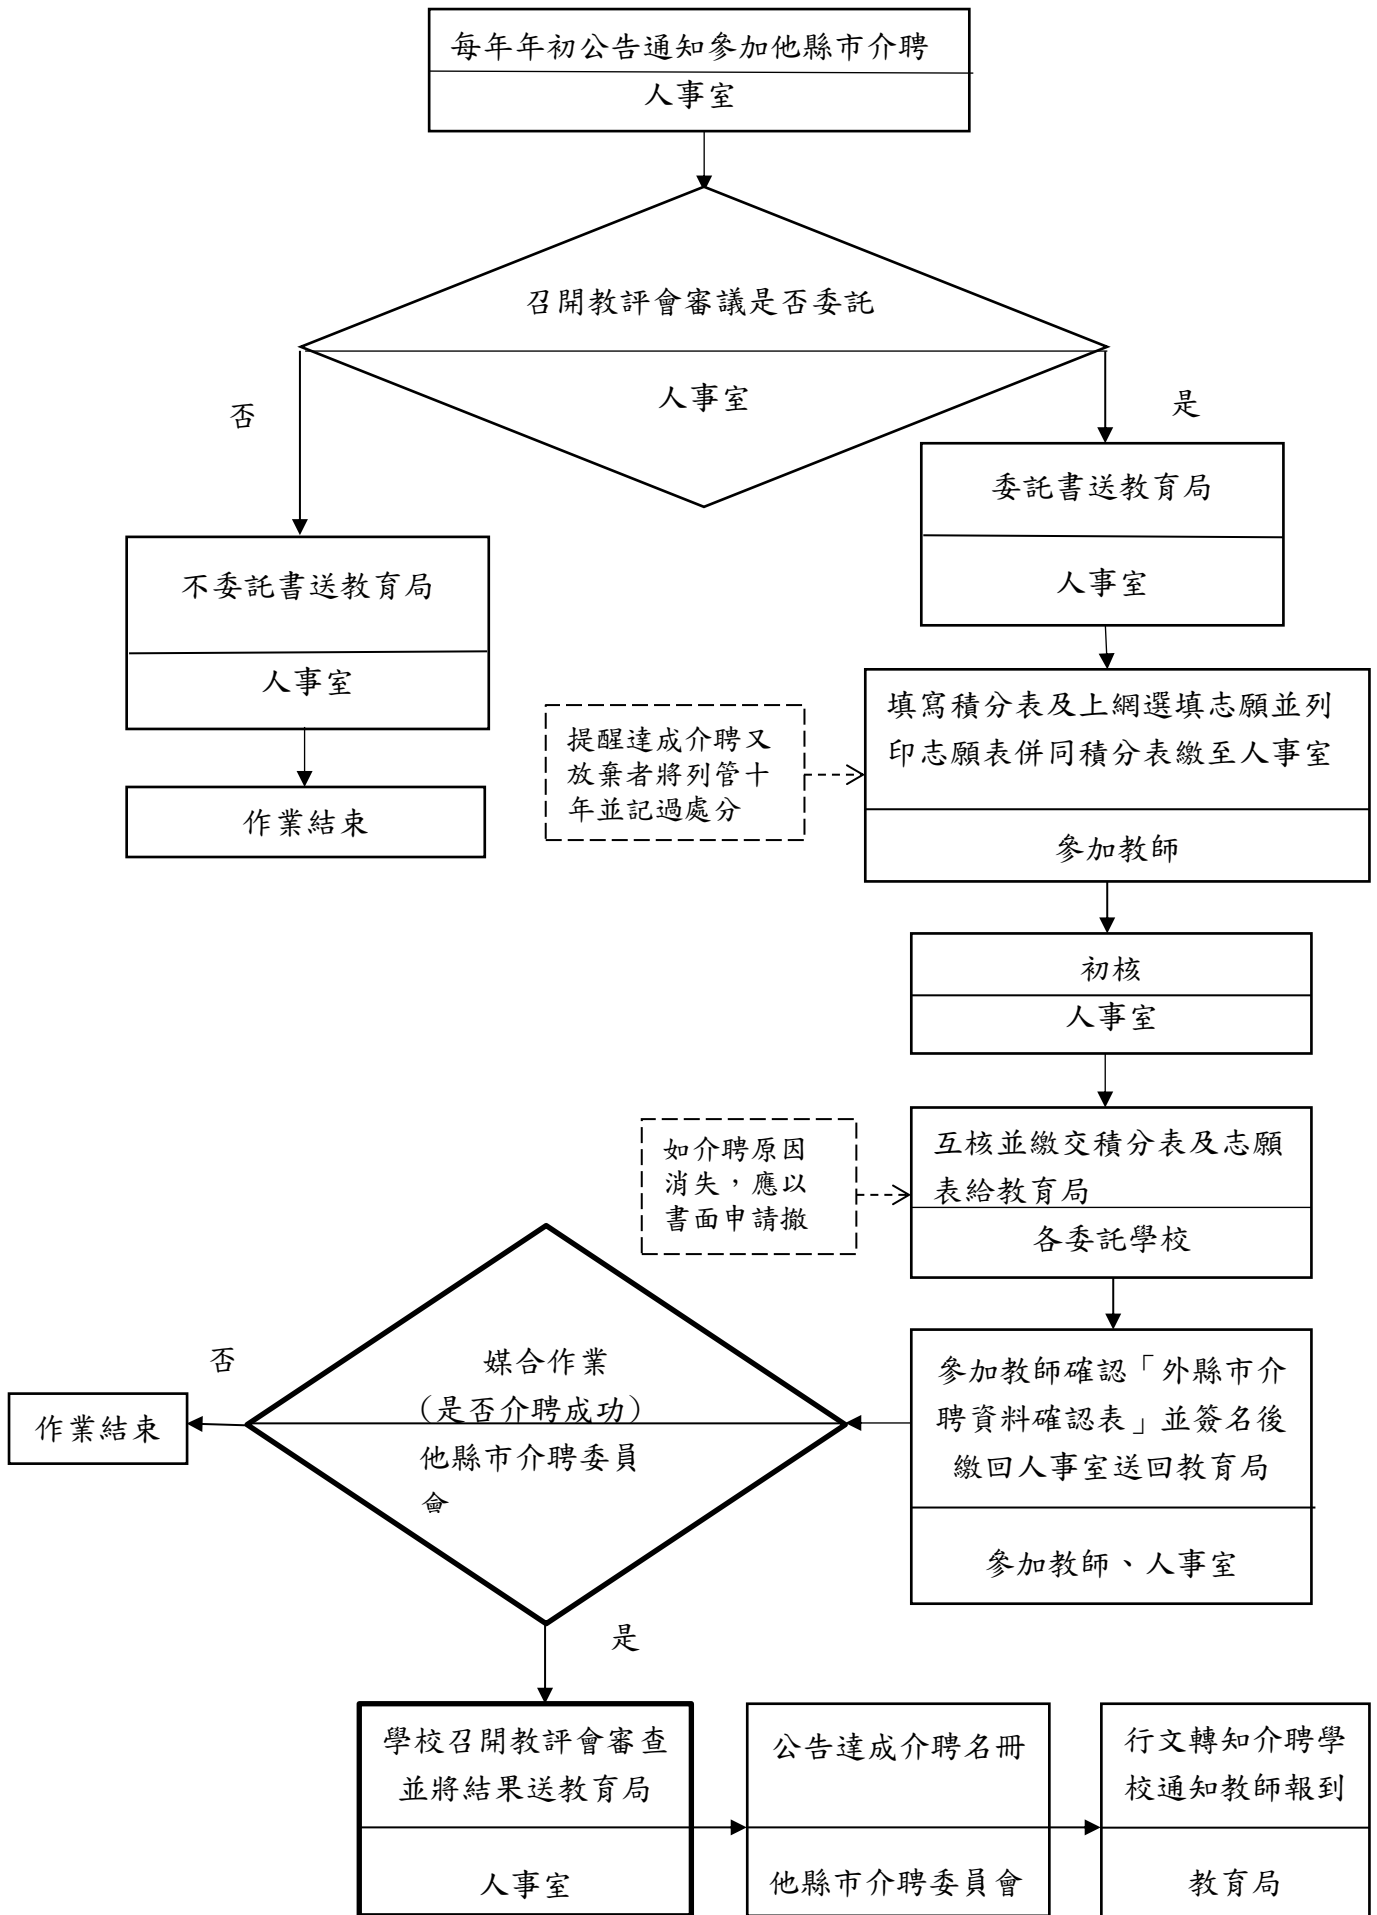 每年年初公告通知參加他縣市介聘
人事室
召開教評會審議是否委託
人事室
否
是
委託書送教育局
人事室
不委託書送教育局
人事室
作業結束
提醒達成介聘又
放棄者將列管十
年並記過處分
填寫積分表及上網選填志願並列
印志願表併同積分表繳至人事室
參加教師
初核
人事室
如介聘原因
消失，應以
書面申請撤
互核並繳交積分表及志願
表給教育局
各委託學校
參加教師確認「外縣市介
聘資料確認表」並簽名後
繳回人事室送回教育局
參加教師、人事室
媒合作業
(是否介聘成功)
他縣市介聘委員
會
否
作業結束
是
學校召開教評會審查
並將結果送教育局
人事室
公告達成介聘名冊
他縣市介聘委員會
行文轉知介聘學
校通知教師報到
教育局